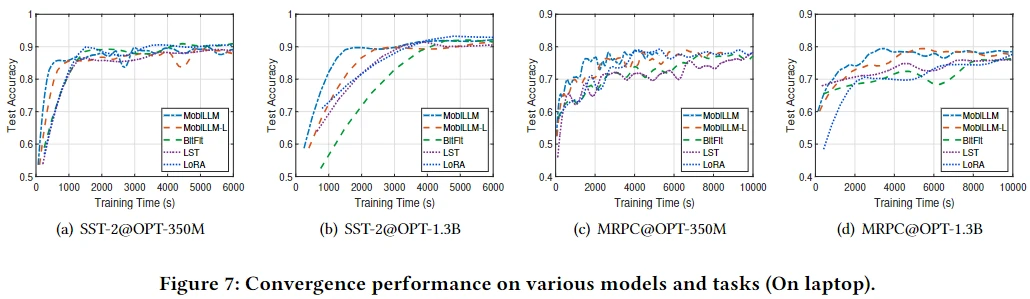 1
0.9
0.8
0.7
0.6
0.5
Test Accuracy
MobiLLM
MobiLLM-L
BitFit
LST
LoRA
0 1000 2000 3000 4000 5000 6000
Training Time (s)
(a) SST-2@OPT-350M
1
0.9
0.8
0.7
0.6
0.5
Test Accuracy
MobiLLM
MobiLLM-L
BitFit
LST
LoRA
0 1000 2000 3000 4000 5000 6000
Training Time (s)
(b) SST-2@OPT-1.3B
0.9
0.8
0.7
0.6
0.5
0.4
Test Accuracy
MobiLLM
MobiLLM-L
BitFit
LST
LoRA
0 2000 4000 6000 8000 10000
Training Time (s)
(c) MRPC@OPT-350M
0.9
0.8
0.7
0.6
0.5
0.4
Test Accuracy
MobiLLM
MobiLLM-L
BitFit
LST
LoRA
0 2000 4000 6000 8000 10000
Training Time (s)
(d) MRPC@OPT-1.3B
Figure 7: Convergence performance on various models and tasks (On laptop).